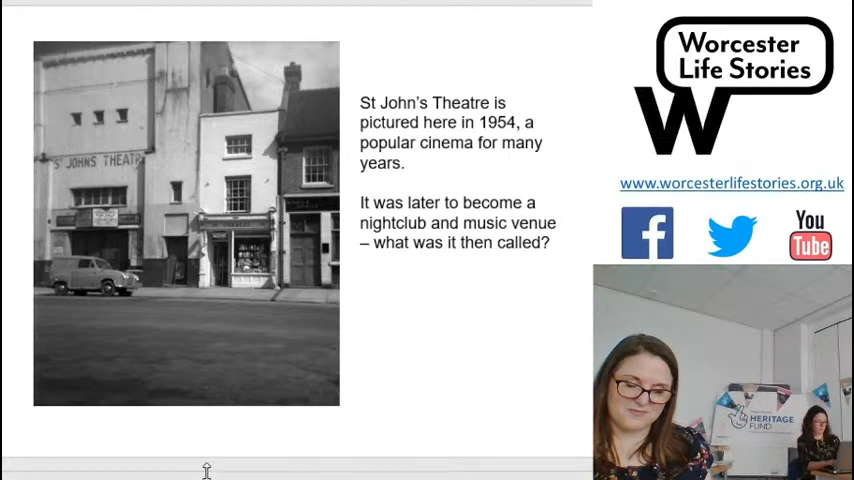 ST JOHNS THEATR
St John's Theatre is
pictured here in 1954, a
popular cinema for many
years.
It was later to become a
nightclub and music venue
– what was it then called?
Worcester
Life Stories
W
www.worcesterlifestories.org.uk
f
You
Tube
HERITAGE
FUND